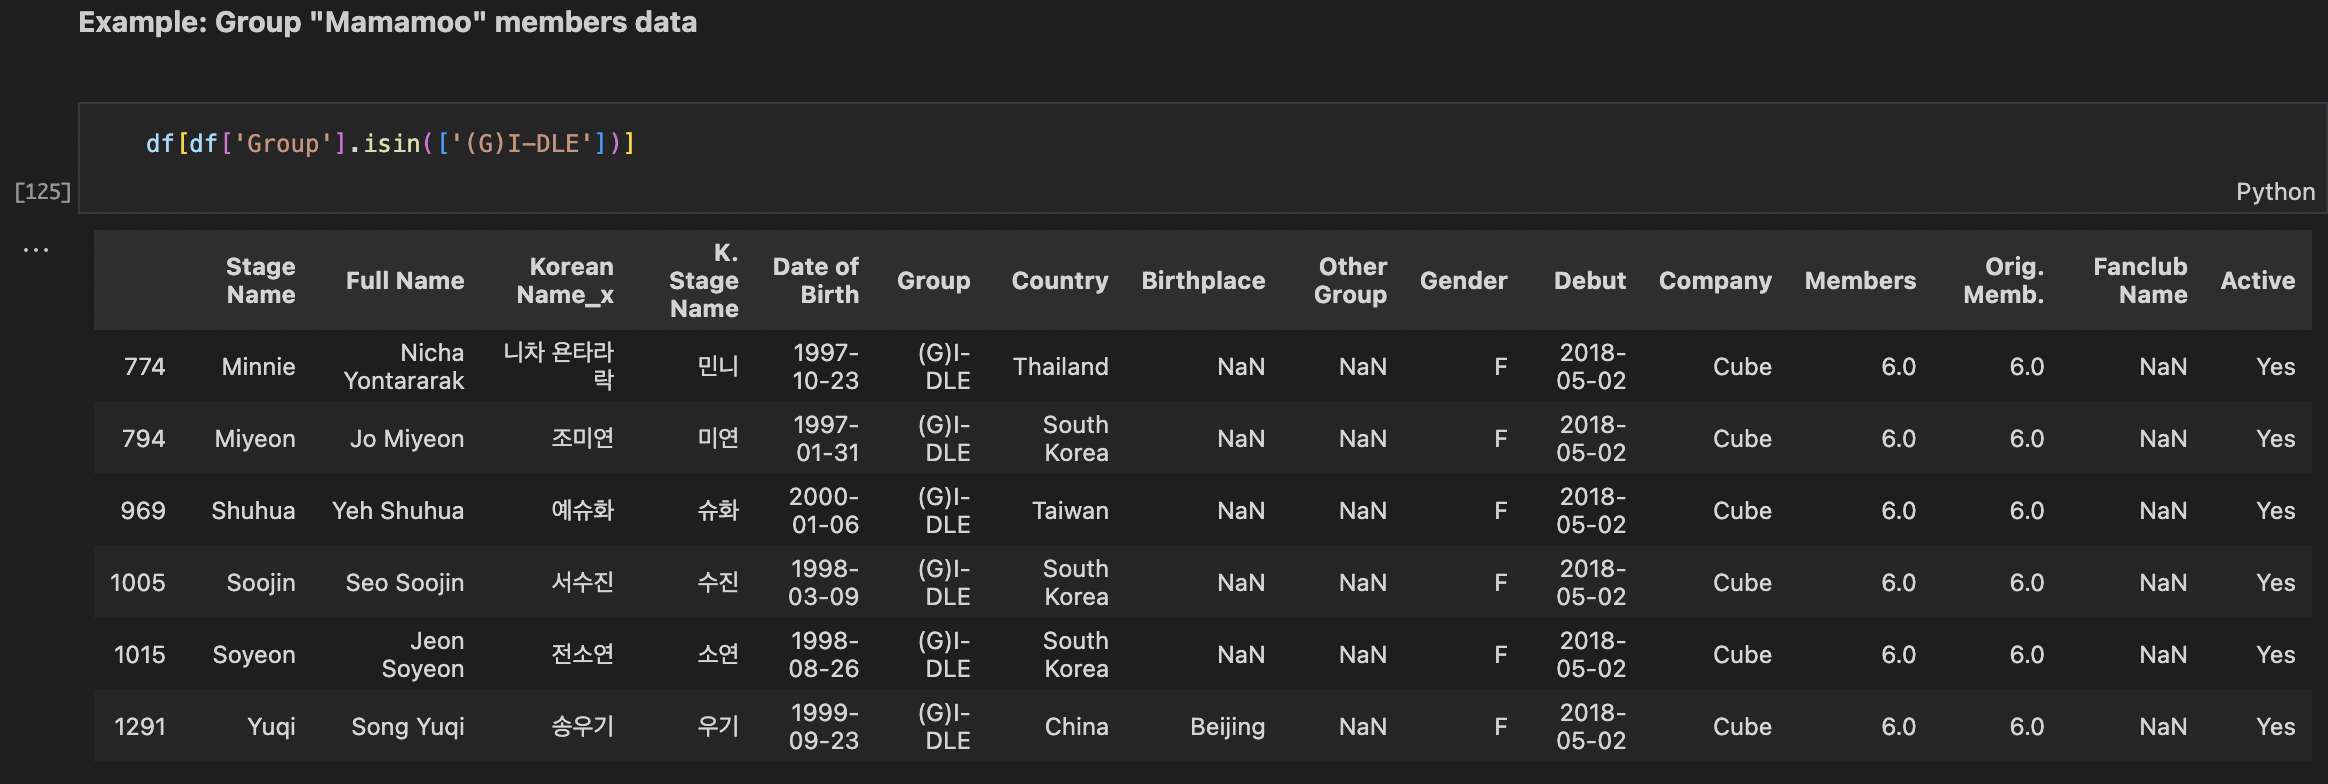 Example: Group "Mamamoo" members data
df[df['Group'].isin(['(G)I-DLE'])]
[125]
Python
...
Stage Name Full Name Korean Name_x K. Stage Name Date of Birth Group Country Birthplace Other Group Gender Debut Company Members Orig. Memb. Fanclub Name Active
774 Minnie Nicha Yontararak 니차 욘타라락 민니 1997-10-23 (G)I-DLE Thailand NaN NaN F 2018-05-02 Cube 6.0 6.0 NaN Yes
794 Miyeon Jo Miyeon 조미연 미연 1997-01-31 (G)I-DLE South Korea NaN NaN F 2018-05-02 Cube 6.0 6.0 NaN Yes
969 Shuhua Yeh Shuhua 예슈화 슈화 2000-01-06 (G)I-DLE Taiwan NaN NaN F 2018-05-02 Cube 6.0 6.0 NaN Yes
1005 Soojin Seo Soojin 서수진 수진 1998-03-09 (G)I-DLE South Korea NaN NaN F 2018-05-02 Cube 6.0 6.0 NaN Yes
1015 Soyeon Jeon Soyeon 전소연 소연 1998-08-26 (G)I-DLE South Korea NaN NaN F 2018-05-02 Cube 6.0 6.0 NaN Yes
1291 Yuqi Song Yuqi 송우기 우기 1999-09-23 (G)I-DLE China Beijing NaN F 2018-05-02 Cube 6.0 6.0 NaN Yes